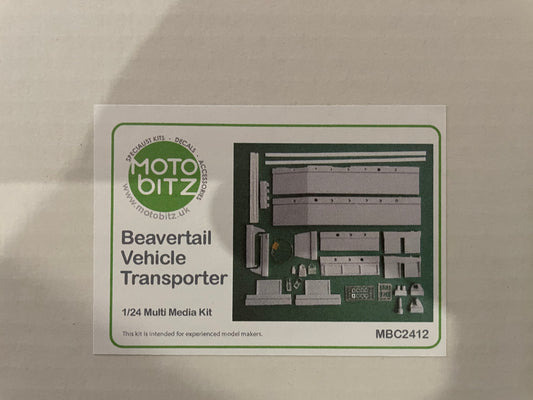 SPECIALIST KITS - DECALS - ACCESSORIES
MOTO
BITZ
www.motobitz.uk
Beavertail
Vehicle
Transporter
1/24 Multi Media Kit
This kit is intended for experienced model makers.
MBC2412